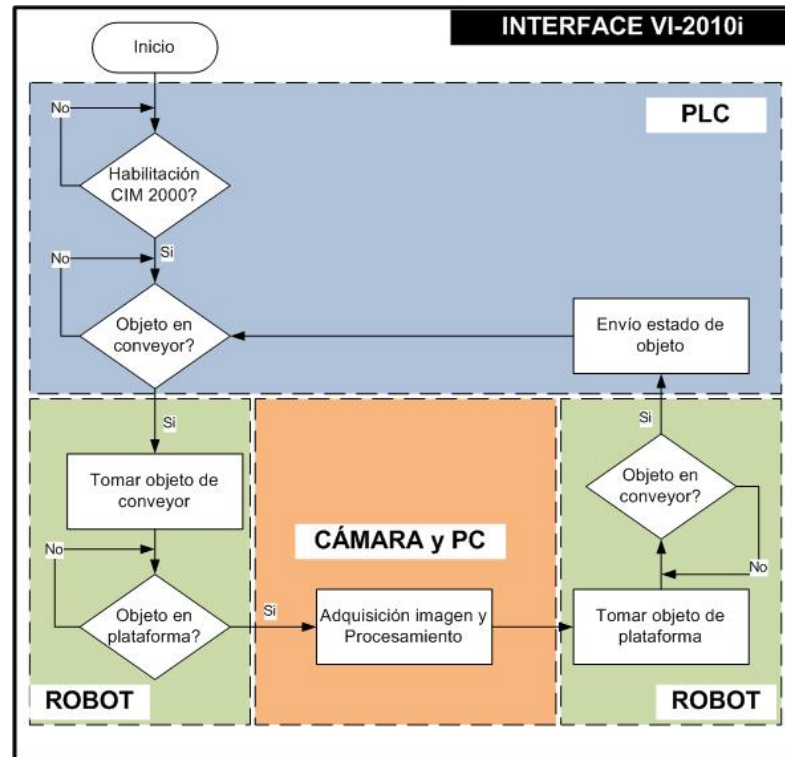 INTERFACE VI-2010i
Inicio
PLC
No
Habilitación
CIM 2000?
Si
No
Objeto en
conveyor?
Envío estado de
objeto
Si
Tomar objeto de
conveyor
No
Objeto en
plataforma?
Si
ROBOT
CÁMARA y PC
Adquisición imagen y
Procesamiento
Si
Objeto en
conveyor?
No
Tomar objeto de
plataforma
ROBOT